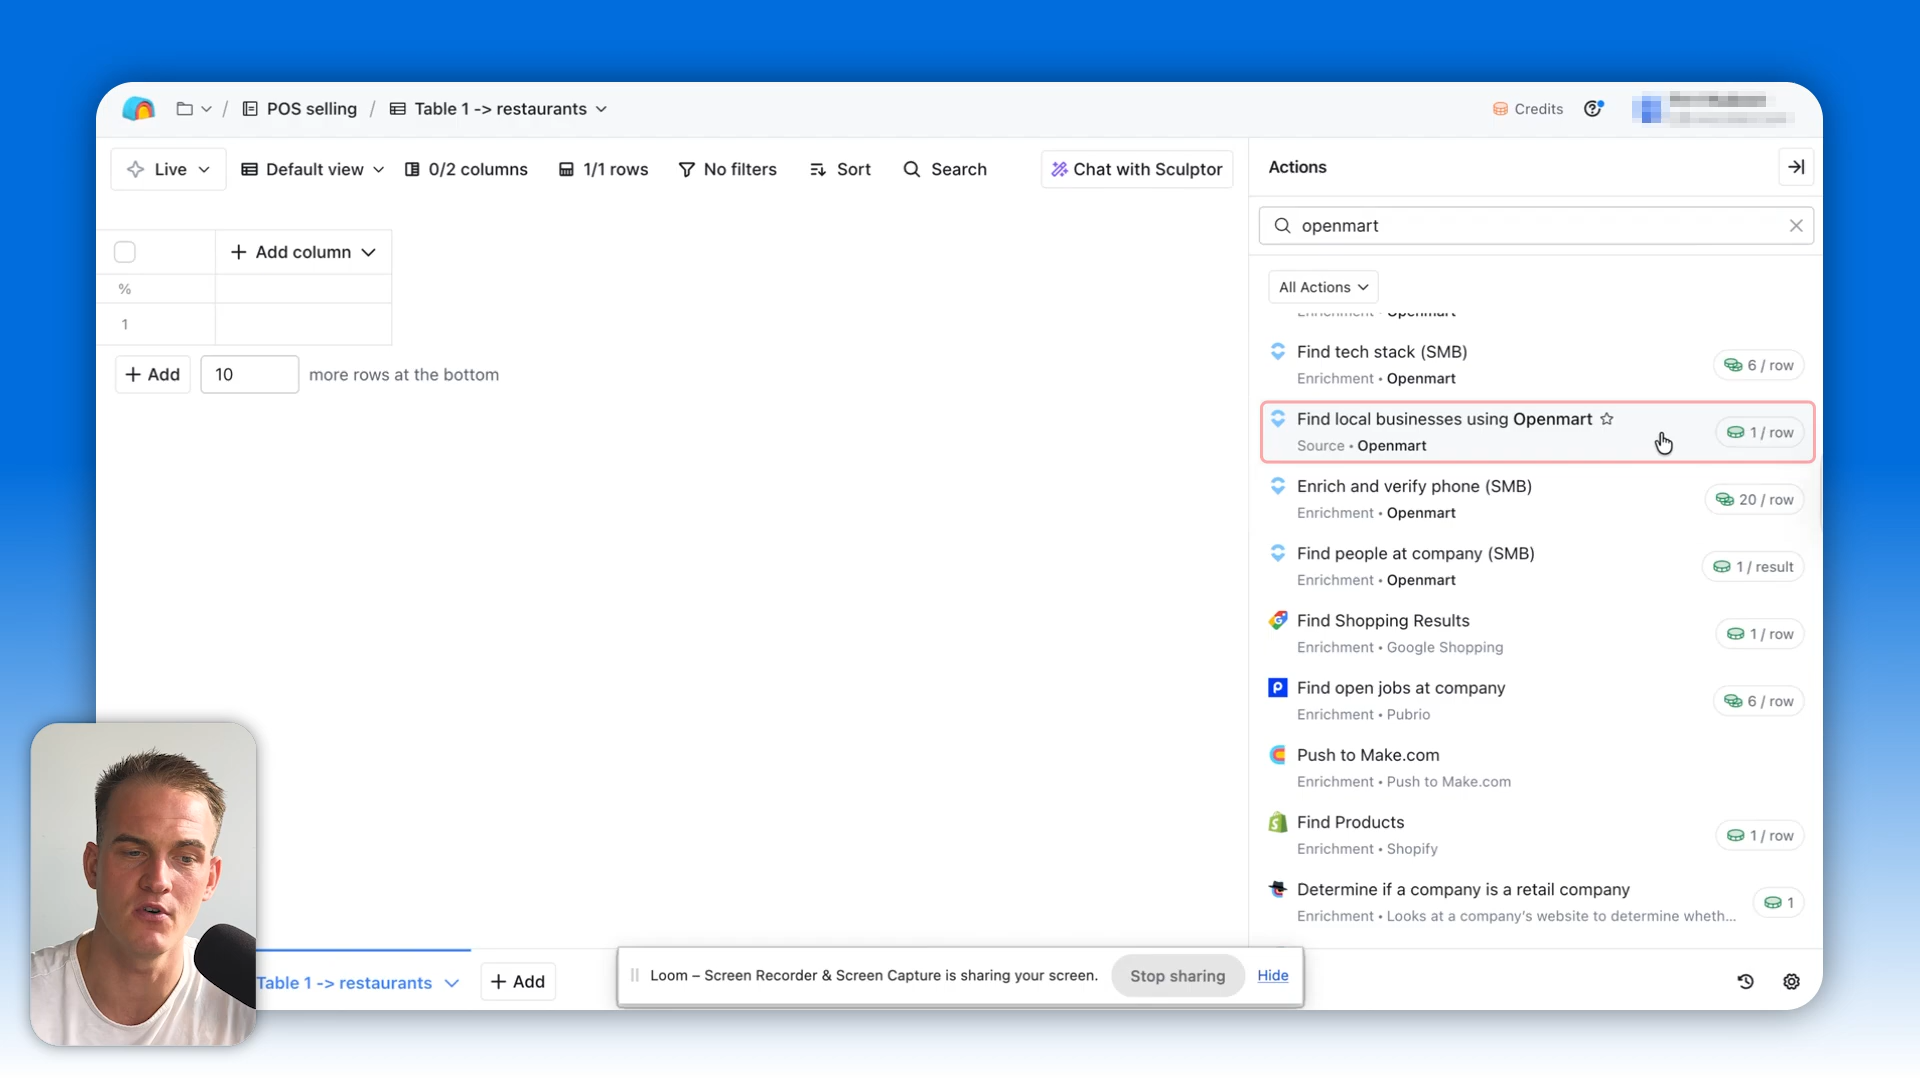 / POS selling / Table 1 -> restaurants
Credits
Live
Default view
0/2 columns
1/1 rows
No filters
Sort
Search
Chat with Sculptor
Actions
openmart
All Actions
+ Add column
%
1
+ Add
10
more rows at the bottom
Enrichment • Openmart
Find tech stack (SMB)
Enrichment • Openmart
6 / row
Find local businesses using Openmart
Source • Openmart
1 / row
Enrich and verify phone (SMB)
Enrichment • Openmart
20 / row
Find people at company (SMB)
Enrichment • Openmart
1 / result
Find Shopping Results
Enrichment • Google Shopping
1 / row
Find open jobs at company
Enrichment • Pubrio
6 / row
Push to Make.com
Enrichment • Push to Make.com
Find Products
Enrichment • Shopify
1 / row
Determine if a company is a retail company
Enrichment • Looks at a company's website to determine wheth...
1
Table 1 -> restaurants
+ Add
Loom – Screen Recorder & Screen Capture is sharing your screen.
Stop sharing
Hide